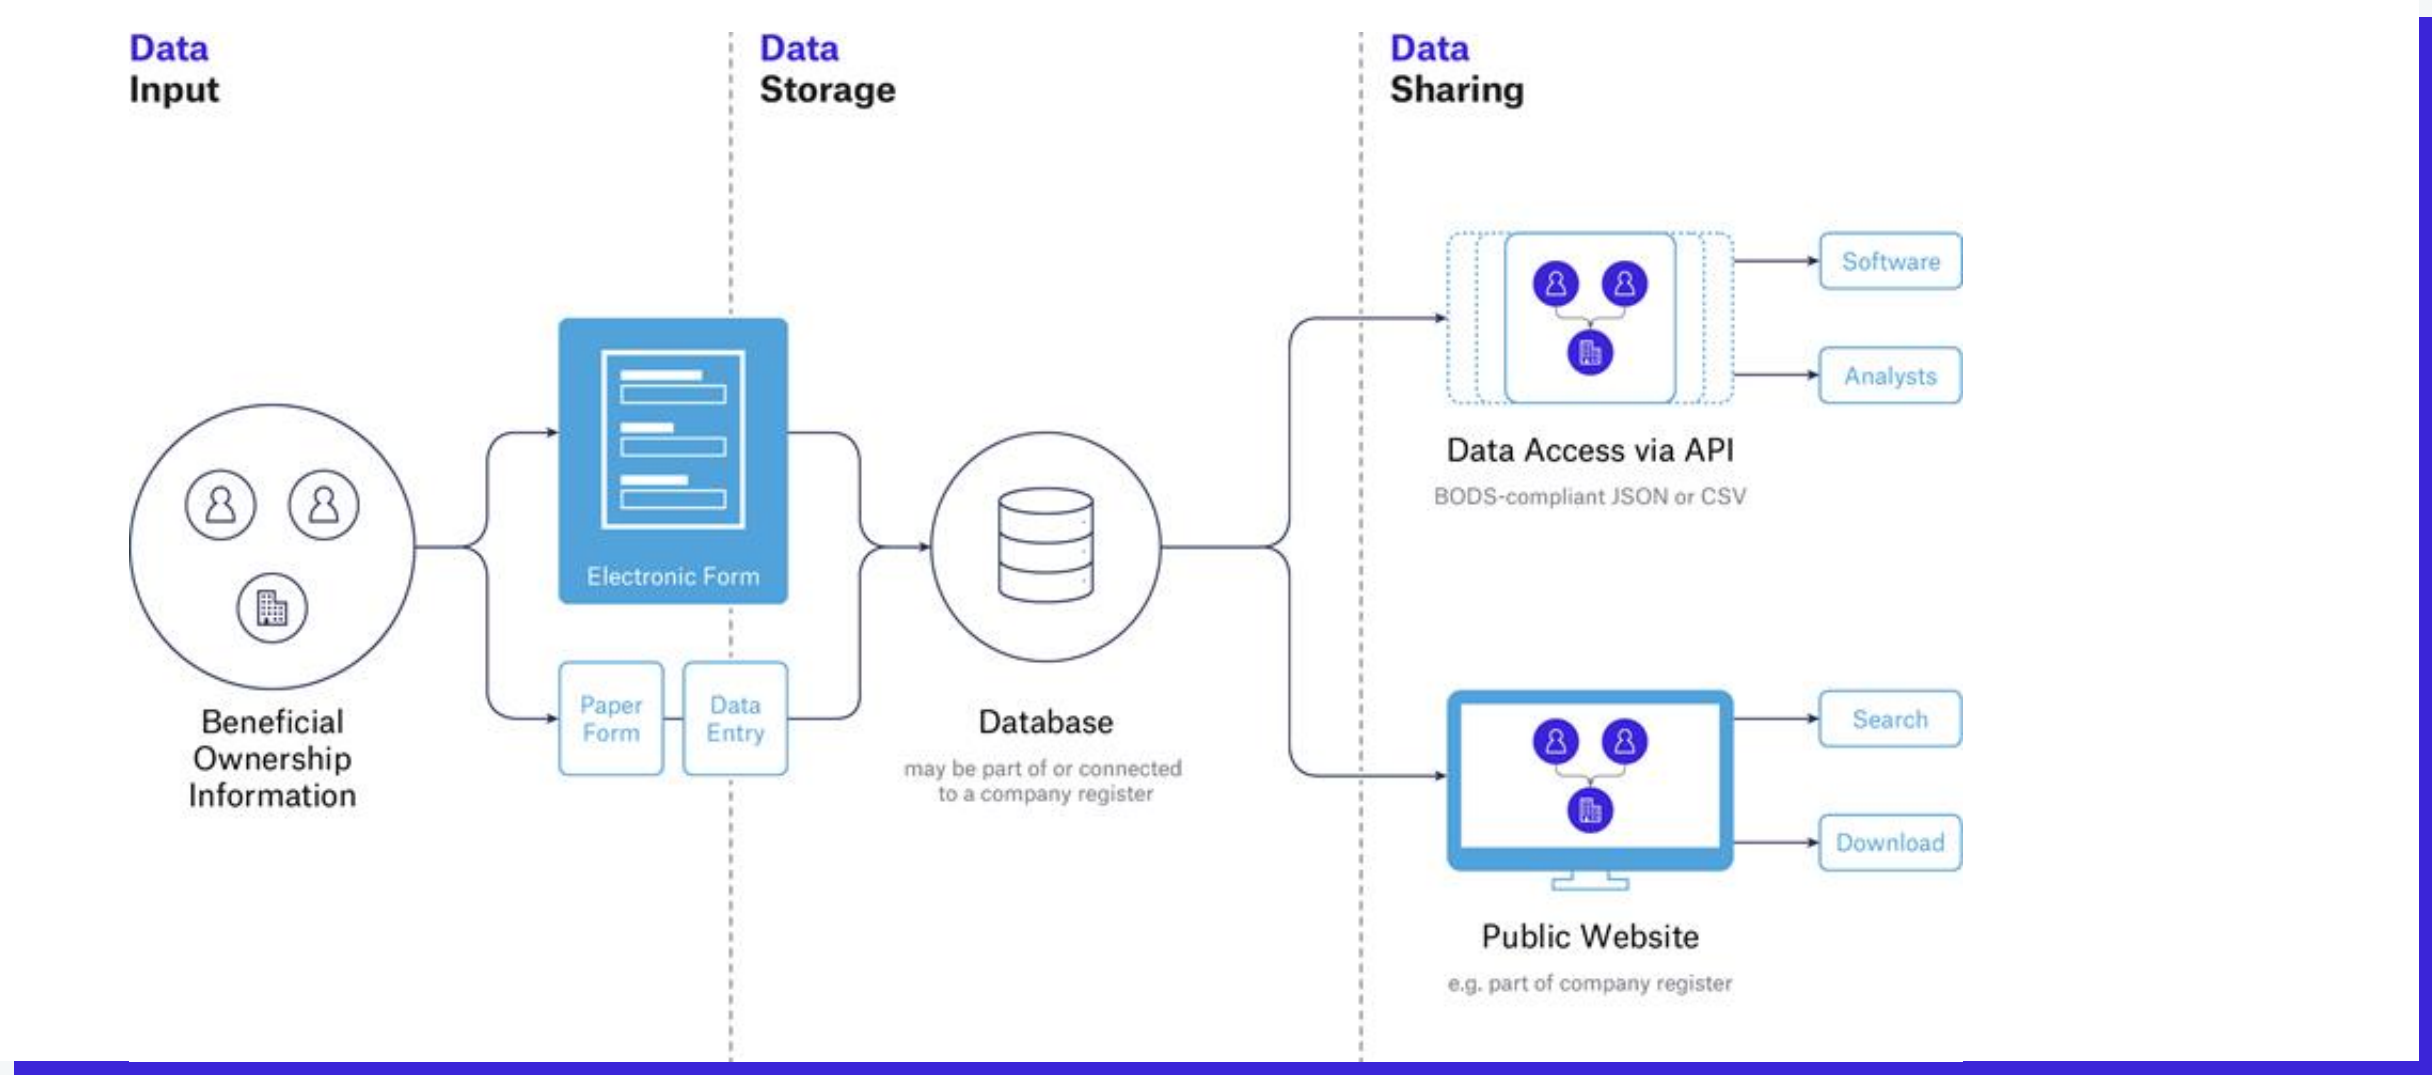 Data
Input
Data
Storage
Data
Sharing
Electronic Form
Paper
Form
Data
Entry
Beneficial
Ownership
Information
Database
may be part of or connected
to a company register
Software
Analysts
Data Access via API
BODS-compliant JSON or CSV
Search
Download
Public Website
e.g. part of company register